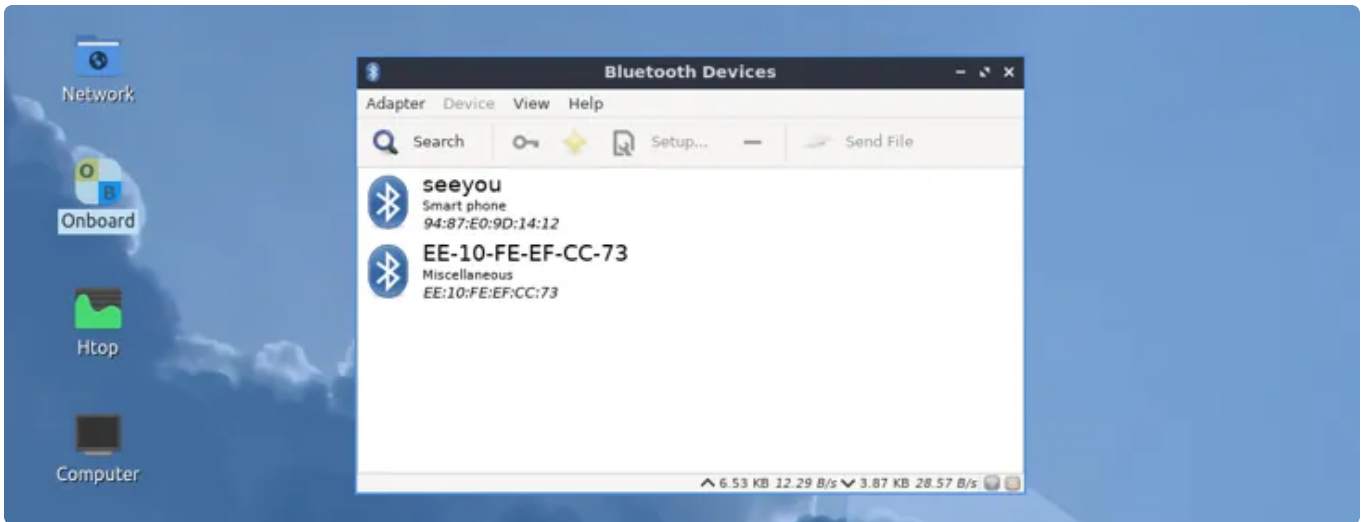 Network
O
B
Onboard
Htop
Computer
Bluetooth Devices
Adapter Device View Help
Search Setup... Send File
seeyou
Smart phone
94:87:E0:9D:14:12
EE-10-FE-EF-CC-73
Miscellaneous
EE:10:FE:EF:CC:73
6.53 KB 12.29 B/s 3.87 KB 28.57 B/s